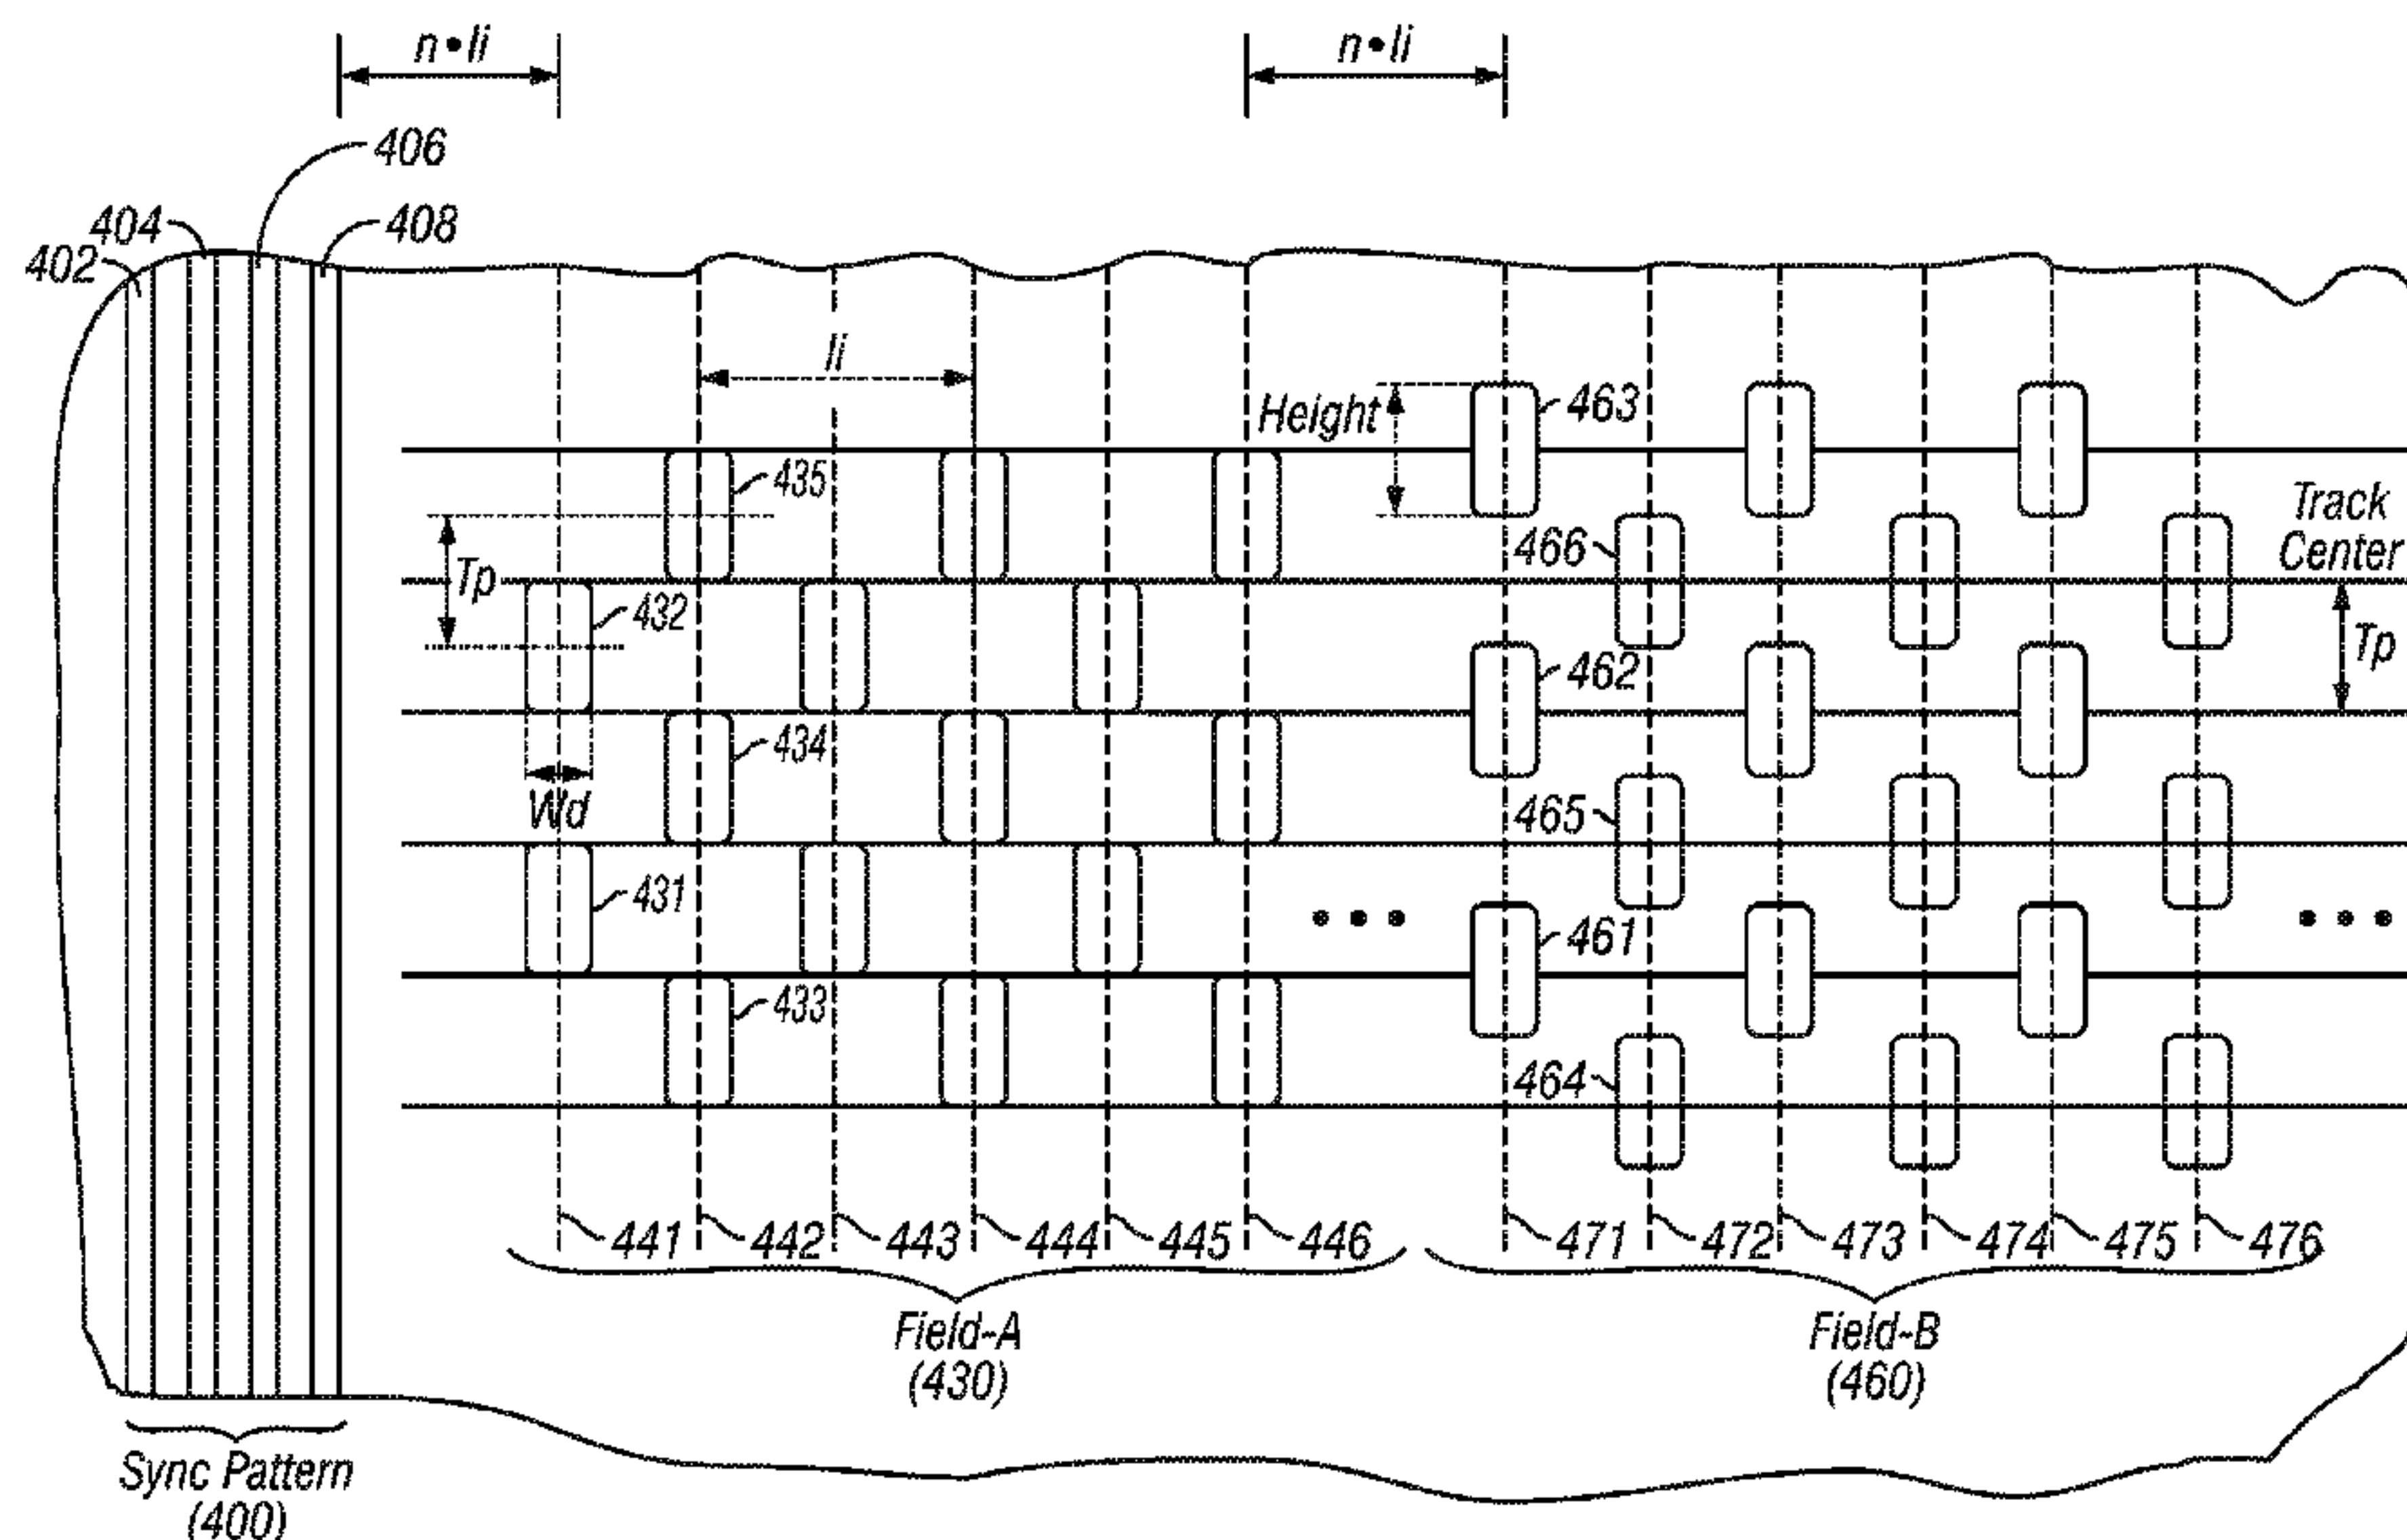 n•li
n•li
406
404
408
402
li
Height
463
435
Track
Center
466
Tp
432
462
Tp
434
Wd
465
431
461
433
464
441
442
443
444
445
446
471
472
473
474
475
476
Field-A
(430)
Field-B
(460)
Sync Pattern
(400)